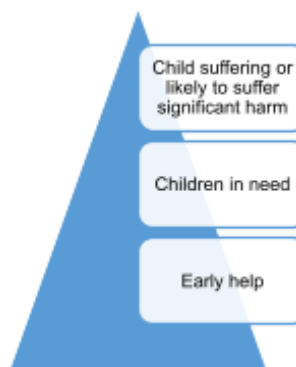 Child suffering or
likely to suffer
significant harm
Children in need
Early help